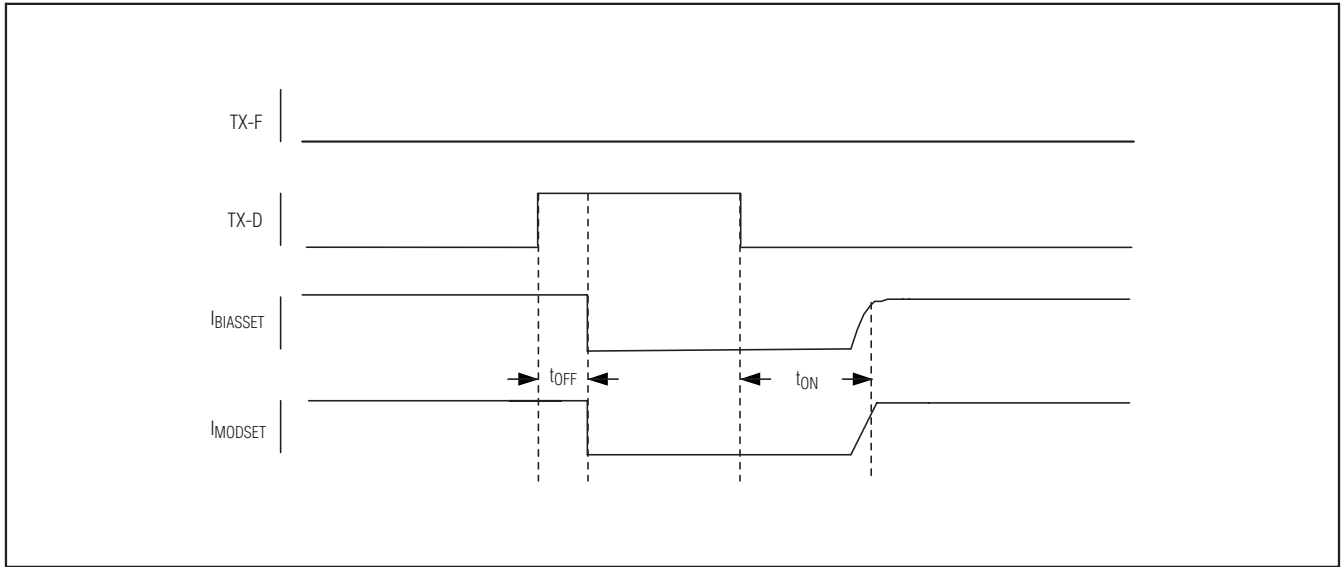 TX-F
TX-D
IBIASSET
tOFF
tON
IMODSET